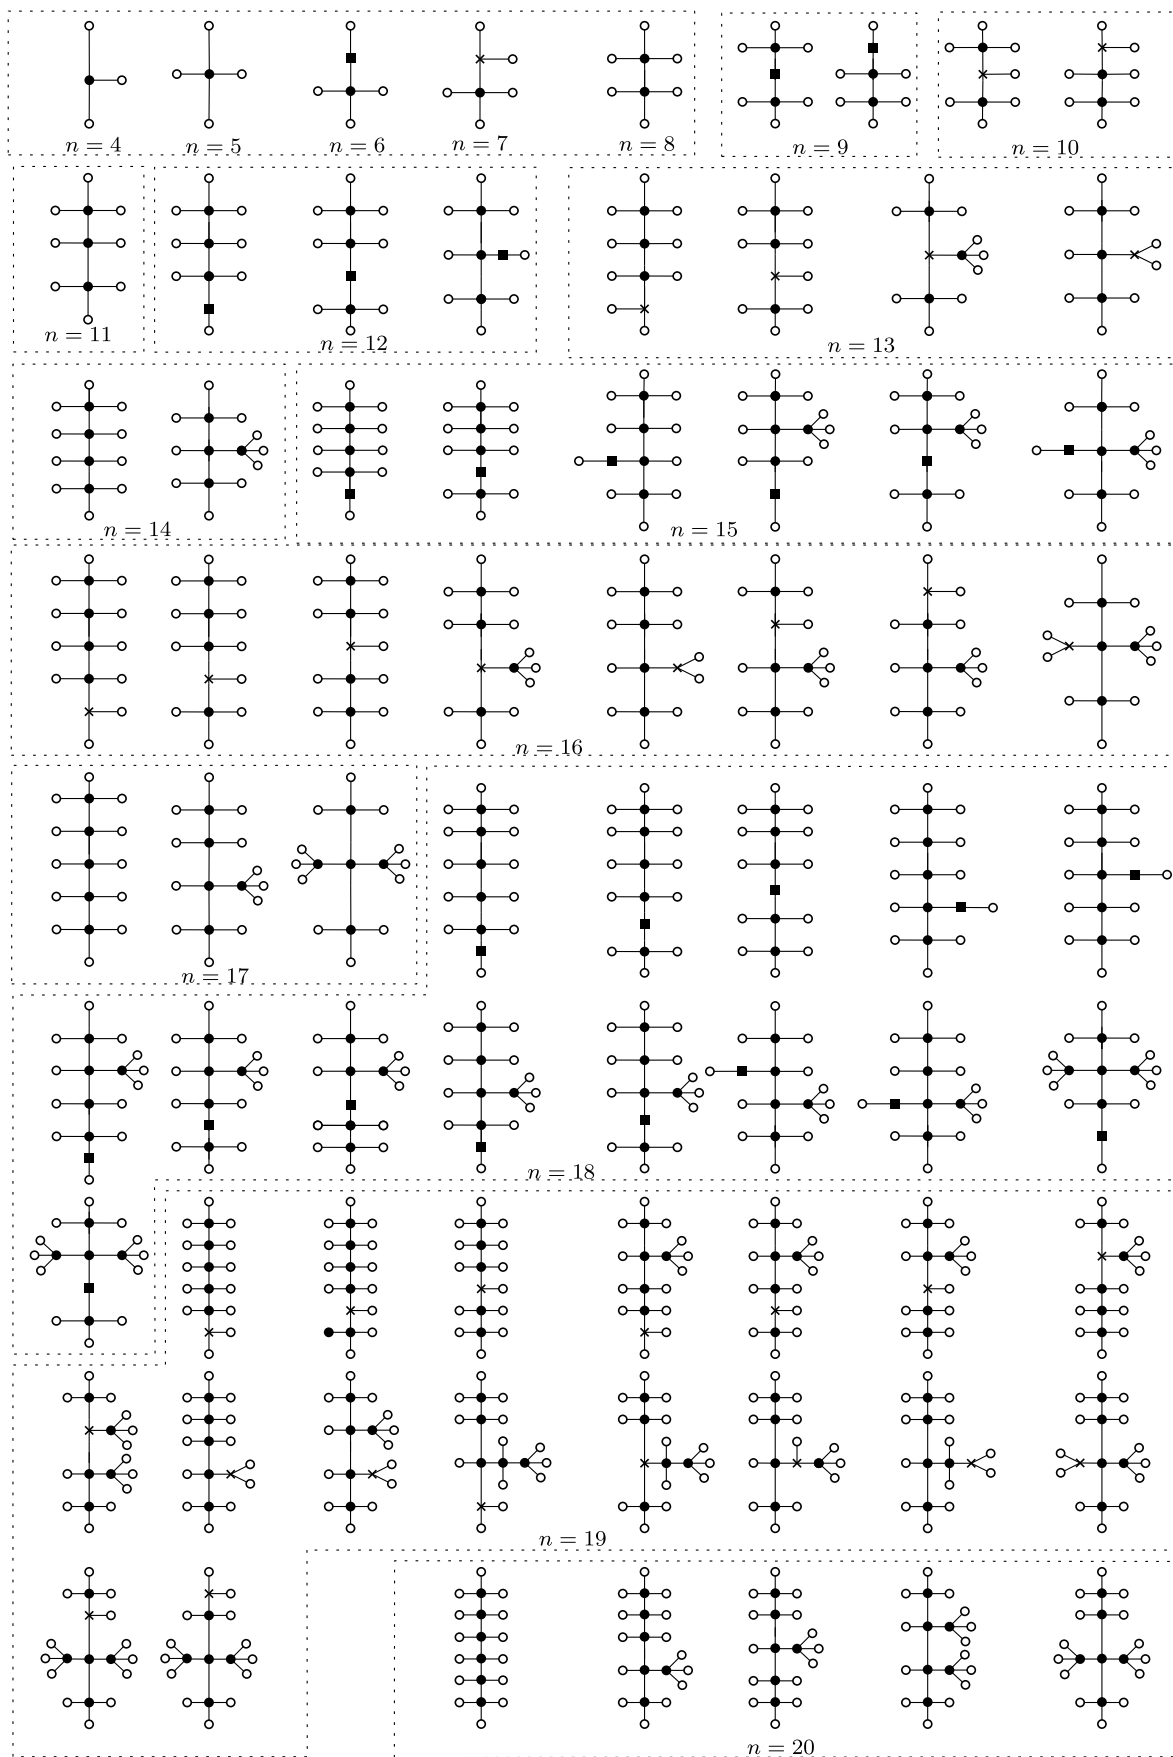 n = 4 n = 5 n = 6 n = 7 n = 8 n = 9 n = 10
n = 11 n = 12 n = 13
n = 14 n = 15
n = 16
n = 17
n = 18
n = 19
n = 20